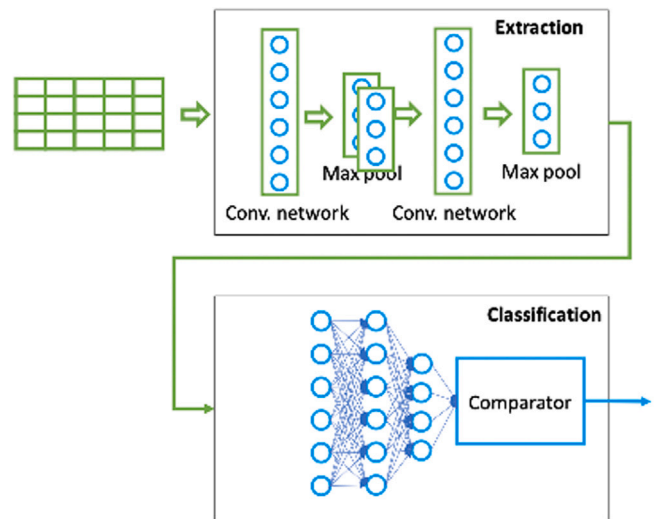 Extraction
Max pool
Max pool
Conv. network
Conv. network
Classification
Comparator